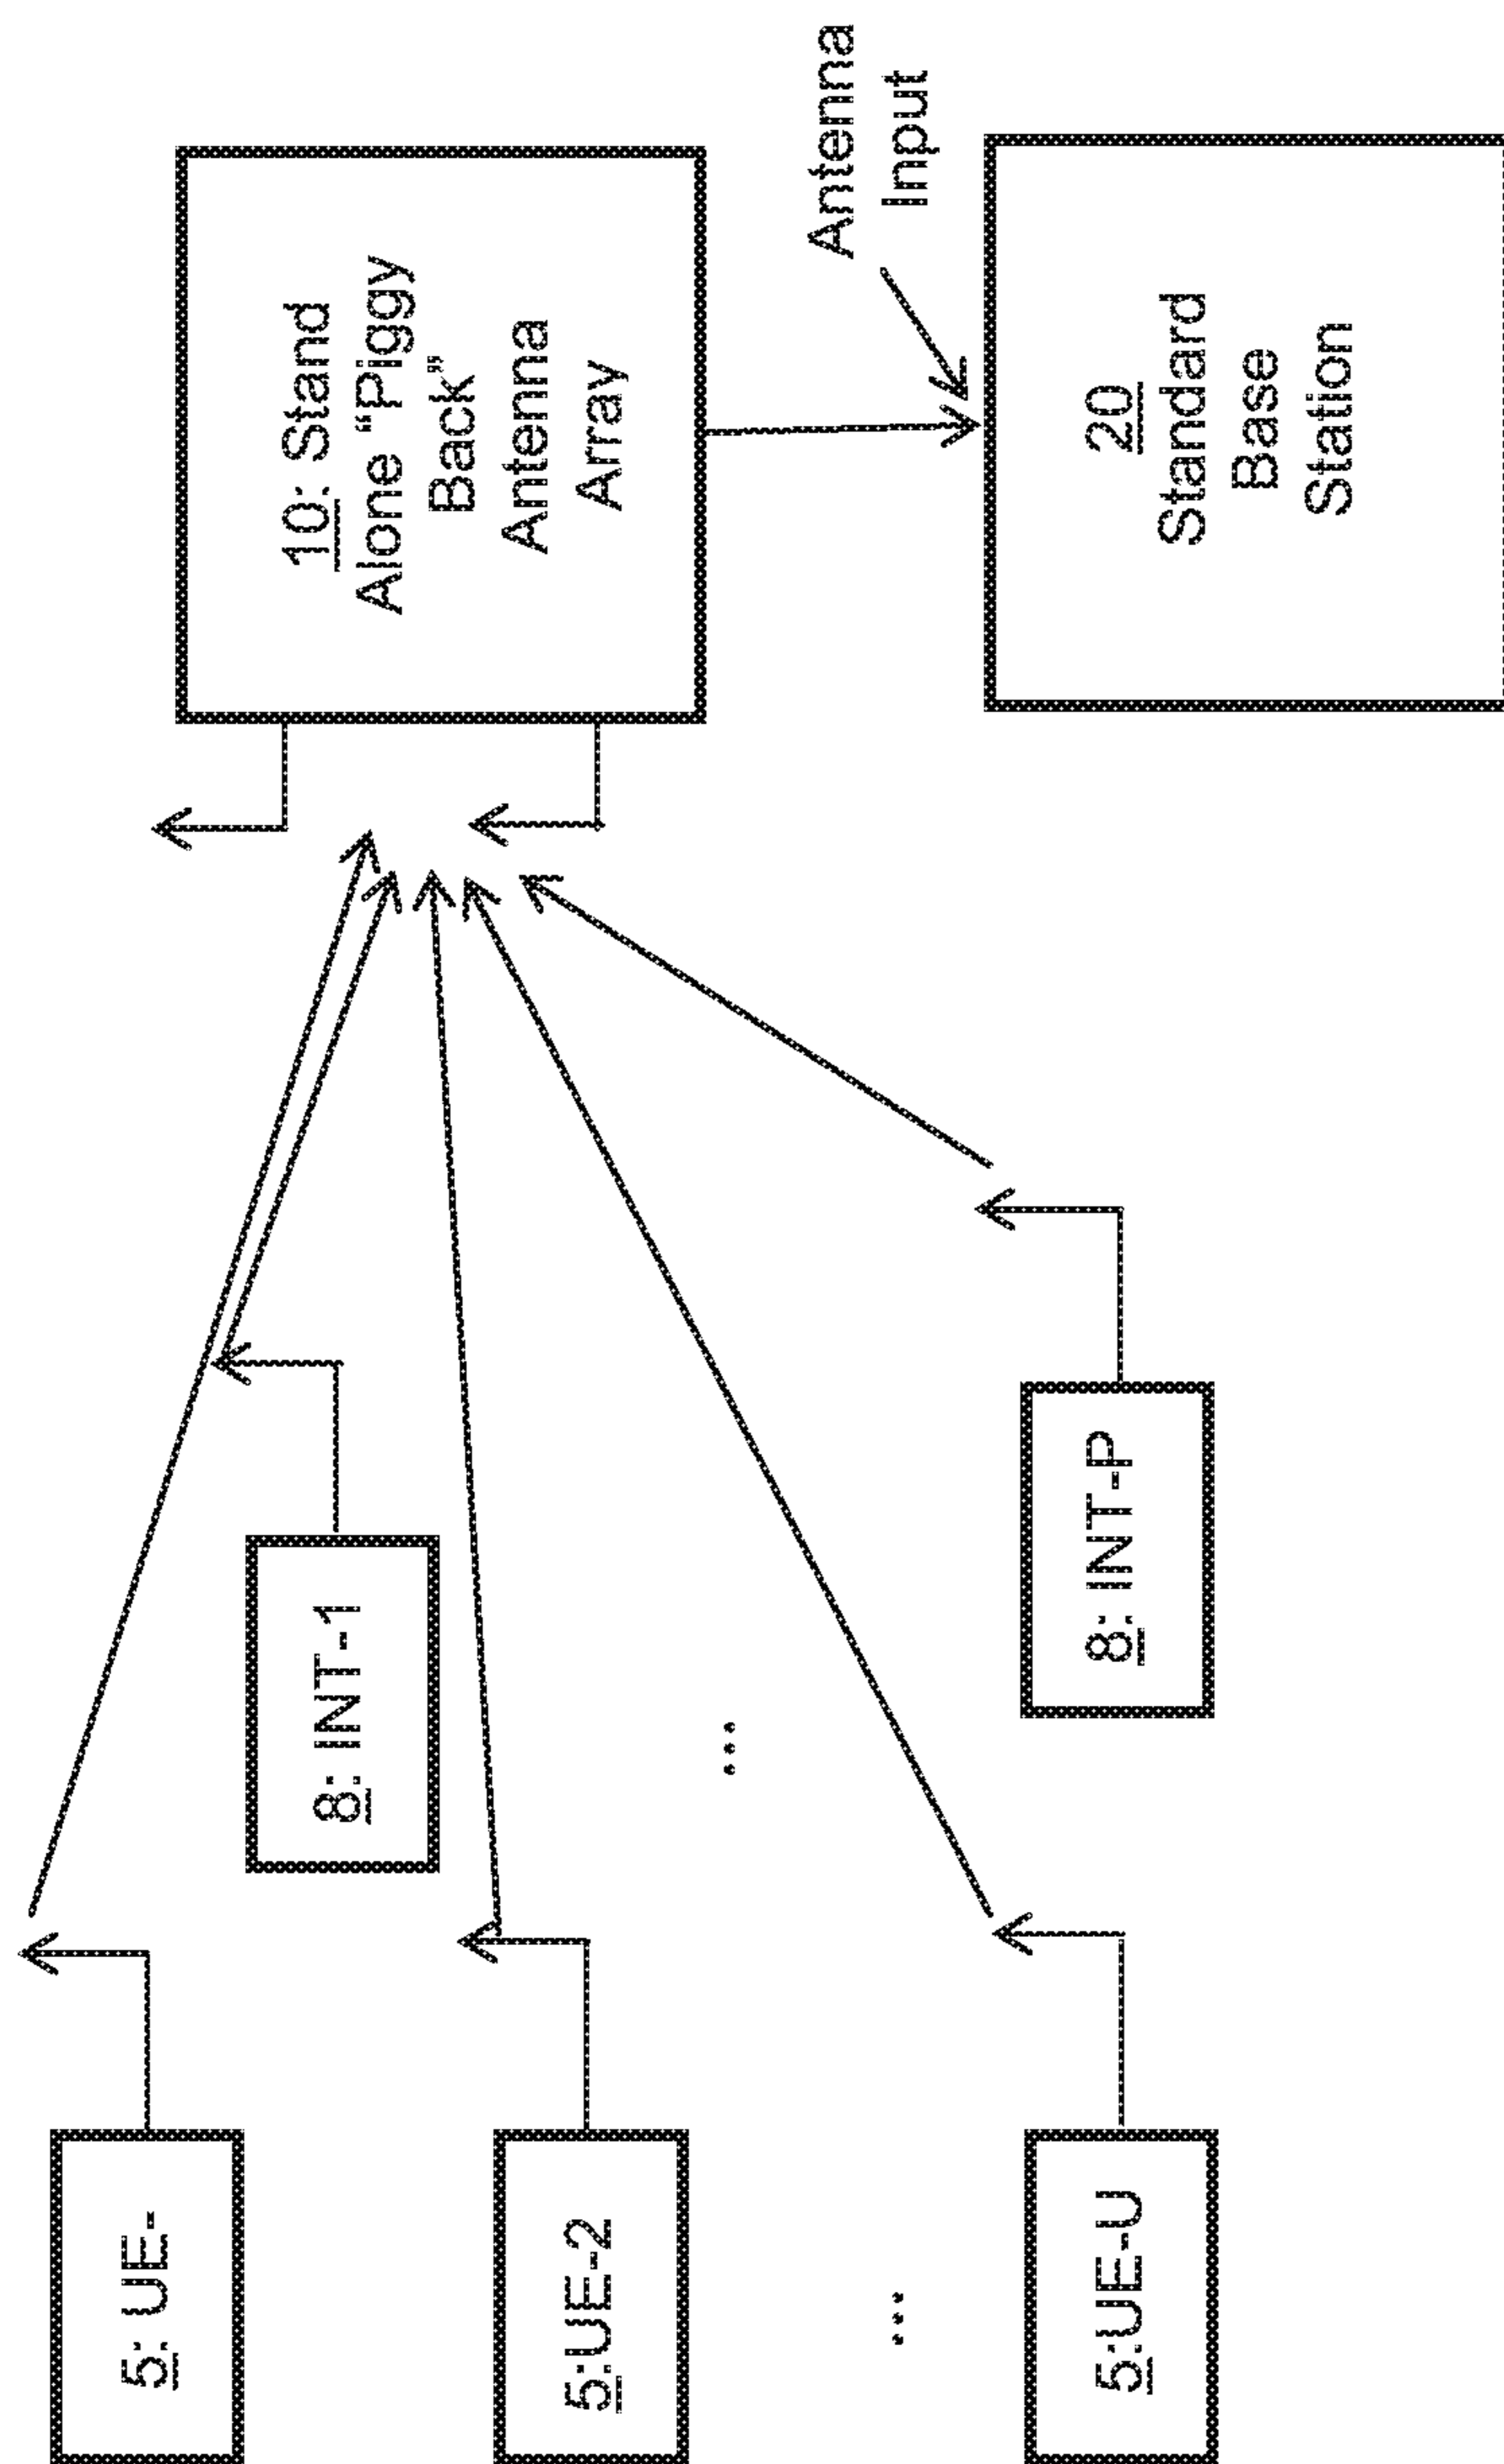 5: UE-
8: INT-1
10: Stand
Alone “Piggy
Back”
Antenna
Array
5:UE-2
...
...
Antenna
Input
5:UE-U
8: INT-P
20
Standard
Base
Station